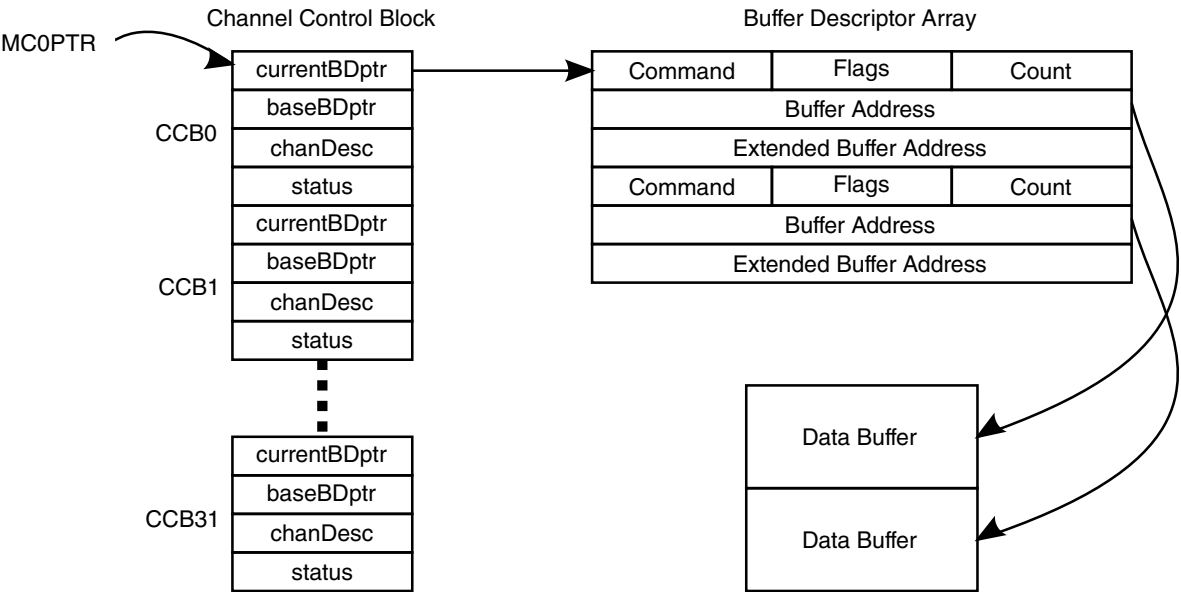 Channel Control Block
Buffer Descriptor Array
MC0PTR
currentBDptr
baseBDptr
CCB0
chanDesc
status
currentBDptr
baseBDptr
CCB1
chanDesc
status
currentBDptr
baseBDptr
CCB31
chanDesc
status
Command Flags Count
Buffer Address
Extended Buffer Address
Command Flags Count
Buffer Address
Extended Buffer Address
Data Buffer
Data Buffer